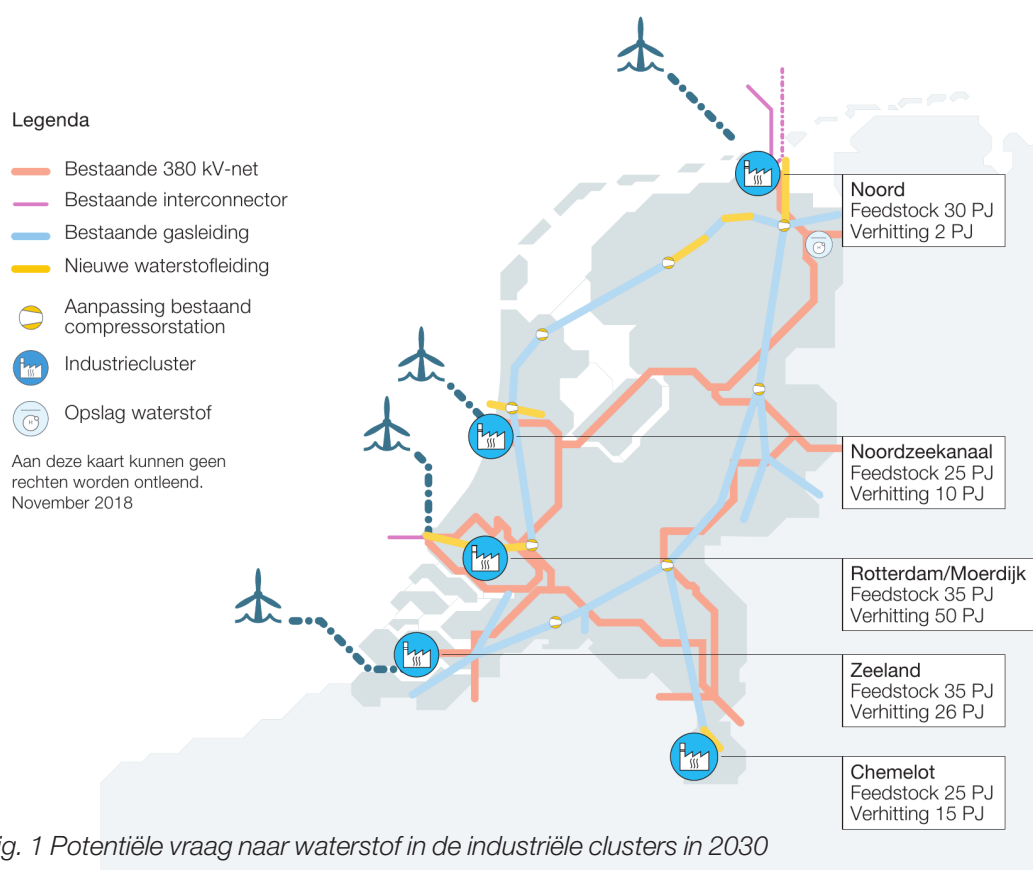 Legenda
Bestaande 380 kV-net
Bestaande interconnector
Bestaande gasleiding
Nieuwe waterstofleiding
Aanpassing bestaand
compressorstation
Industriecluster
Opslag waterstof
Aan deze kaart kunnen geen
rechten worden ontleend.
November 2018
Noord
Feedstock 30 PJ
Verhitting 2 PJ
Noordzeekanaal
Feedstock 25 PJ
Verhitting 10 PJ
Rotterdam/Moerdijk
Feedstock 35 PJ
Verhitting 50 PJ
Zeeland
Feedstock 35 PJ
Verhitting 26 PJ
Chemelot
Feedstock 25 PJ
Verhitting 15 PJ
ig. 1 Potentiële vraag naar waterstof in de industriële clusters in 2030